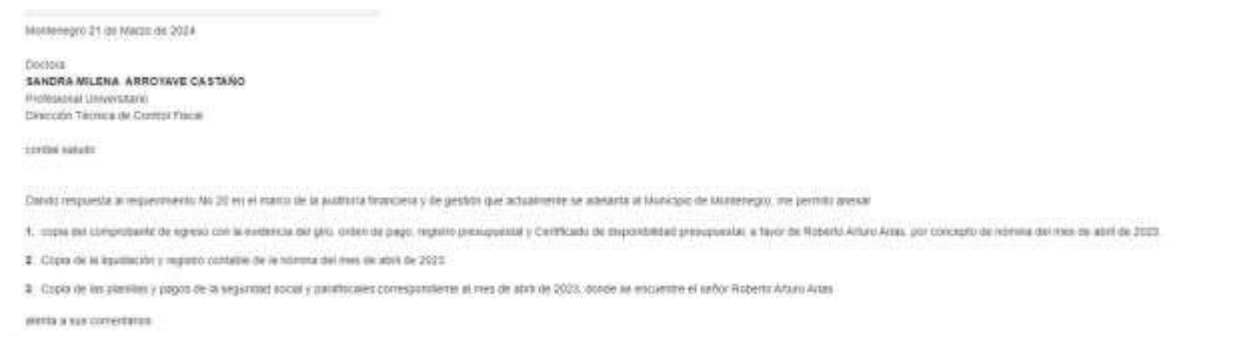 Montenegro 21 de Marzo de 2024
Doctora
SANDRA MILENA ARROYAVE CASTAÑO
Profesional Universitario
Dirección Técnica de Control Fiscal
cordial saludo
Dando respuesta al requerimiento No 20 en el marco de la auditoria financiera y de gestión que actualmente se adelanta al Municipio de Montenegro, me permito anexar
1. copia del comprobante de egreso con la evidencia del giro, orden de pago, registro presupuestal y Certificado de disponibilidad presupuestal, a favor de Roberto Arturo Arias, por concepto de nómina del mes de abril de 2023.
2. Copia de la liquidación y registro contable de la nómina del mes de abril de 2023
3. Copia de las planillas y pagos de la seguridad social y parafiscales correspondiente al mes de abril de 2023, donde se encuentre el señor Roberto Arturo Arias
atenta a sus comentarios